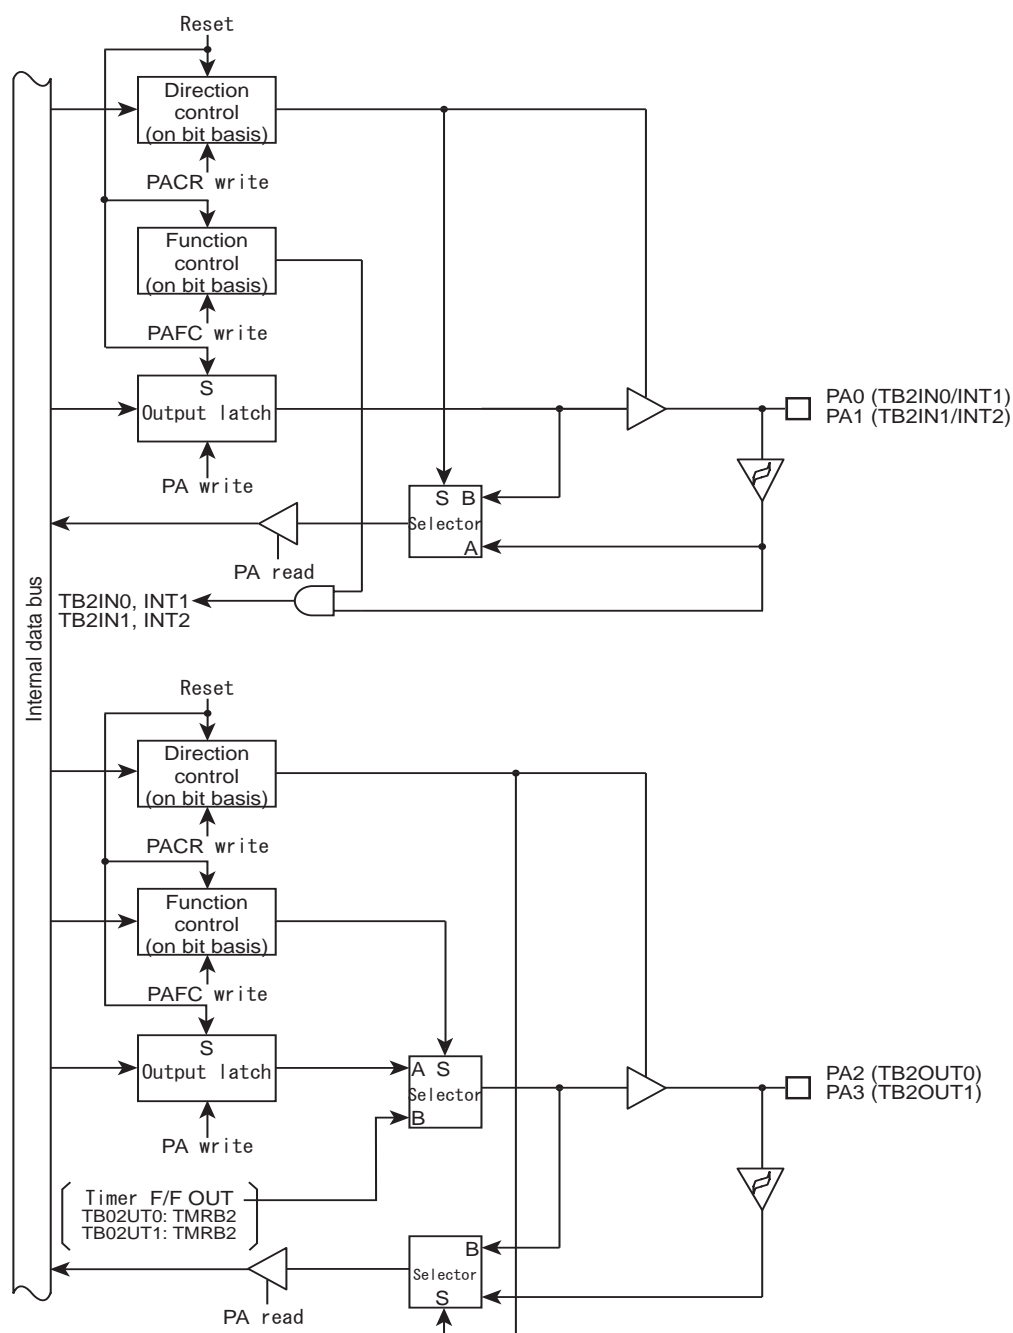 Reset
Direction
control
(on bit basis)
PACR write
Function
control
(on bit basis)
PAFC write
S
Output latch
PA write
PA0 (TB2IN0/INT1)
PA1 (TB2IN1/INT2)
S B
Selector
A
PA read
TB2IN0, INT1
TB2IN1, INT2
Internal data bus
Reset
Direction
control
(on bit basis)
PACR write
Function
control
(on bit basis)
PAFC write
S
Output latch
PA write
A S
Selector
B
PA2 (TB2OUT0)
PA3 (TB2OUT1)
Timer F/F OUT
TB02UT0: TMRB2
TB02UT1: TMRB2
B
Selector
S
PA read